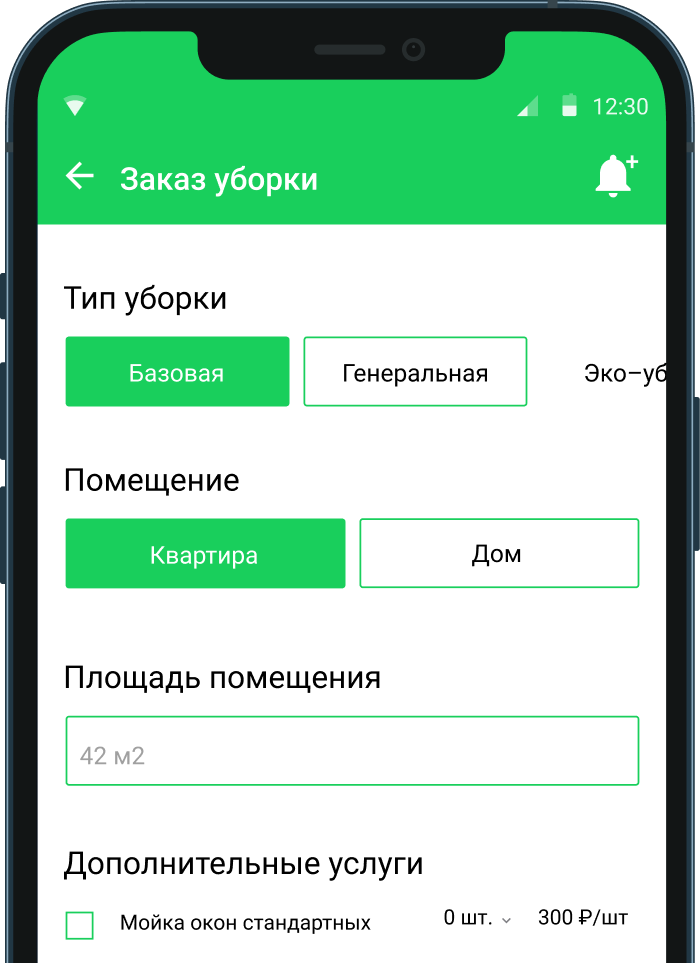 12:30
Заказ уборки
Тип уборки
Базовая Генеральная Эко–уб
Помещение
Квартира Дом
Площадь помещения
42 м2
Дополнительные услуги
Мойка окон стандартных 0 шт. 300 ₽/шт